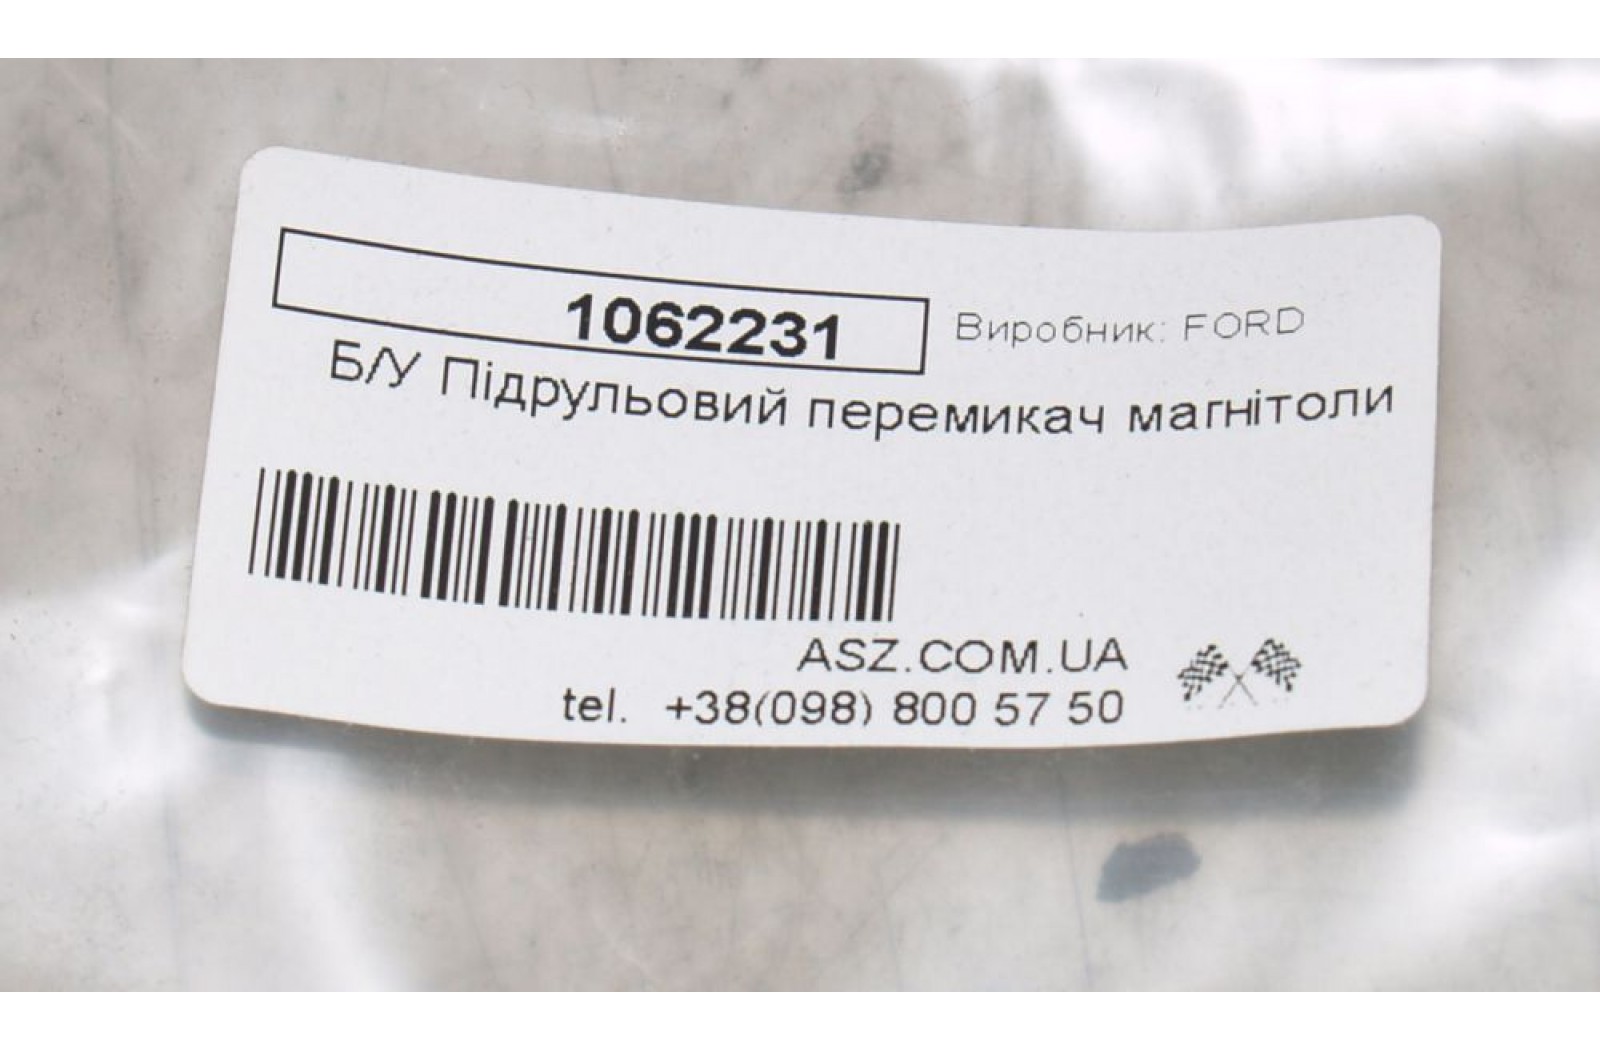 1062231 Виробник: FORD
Б/У Підрульовий перемикач магнітоли
ASZ.COM.UA
tel. +38(098) 800 57 50